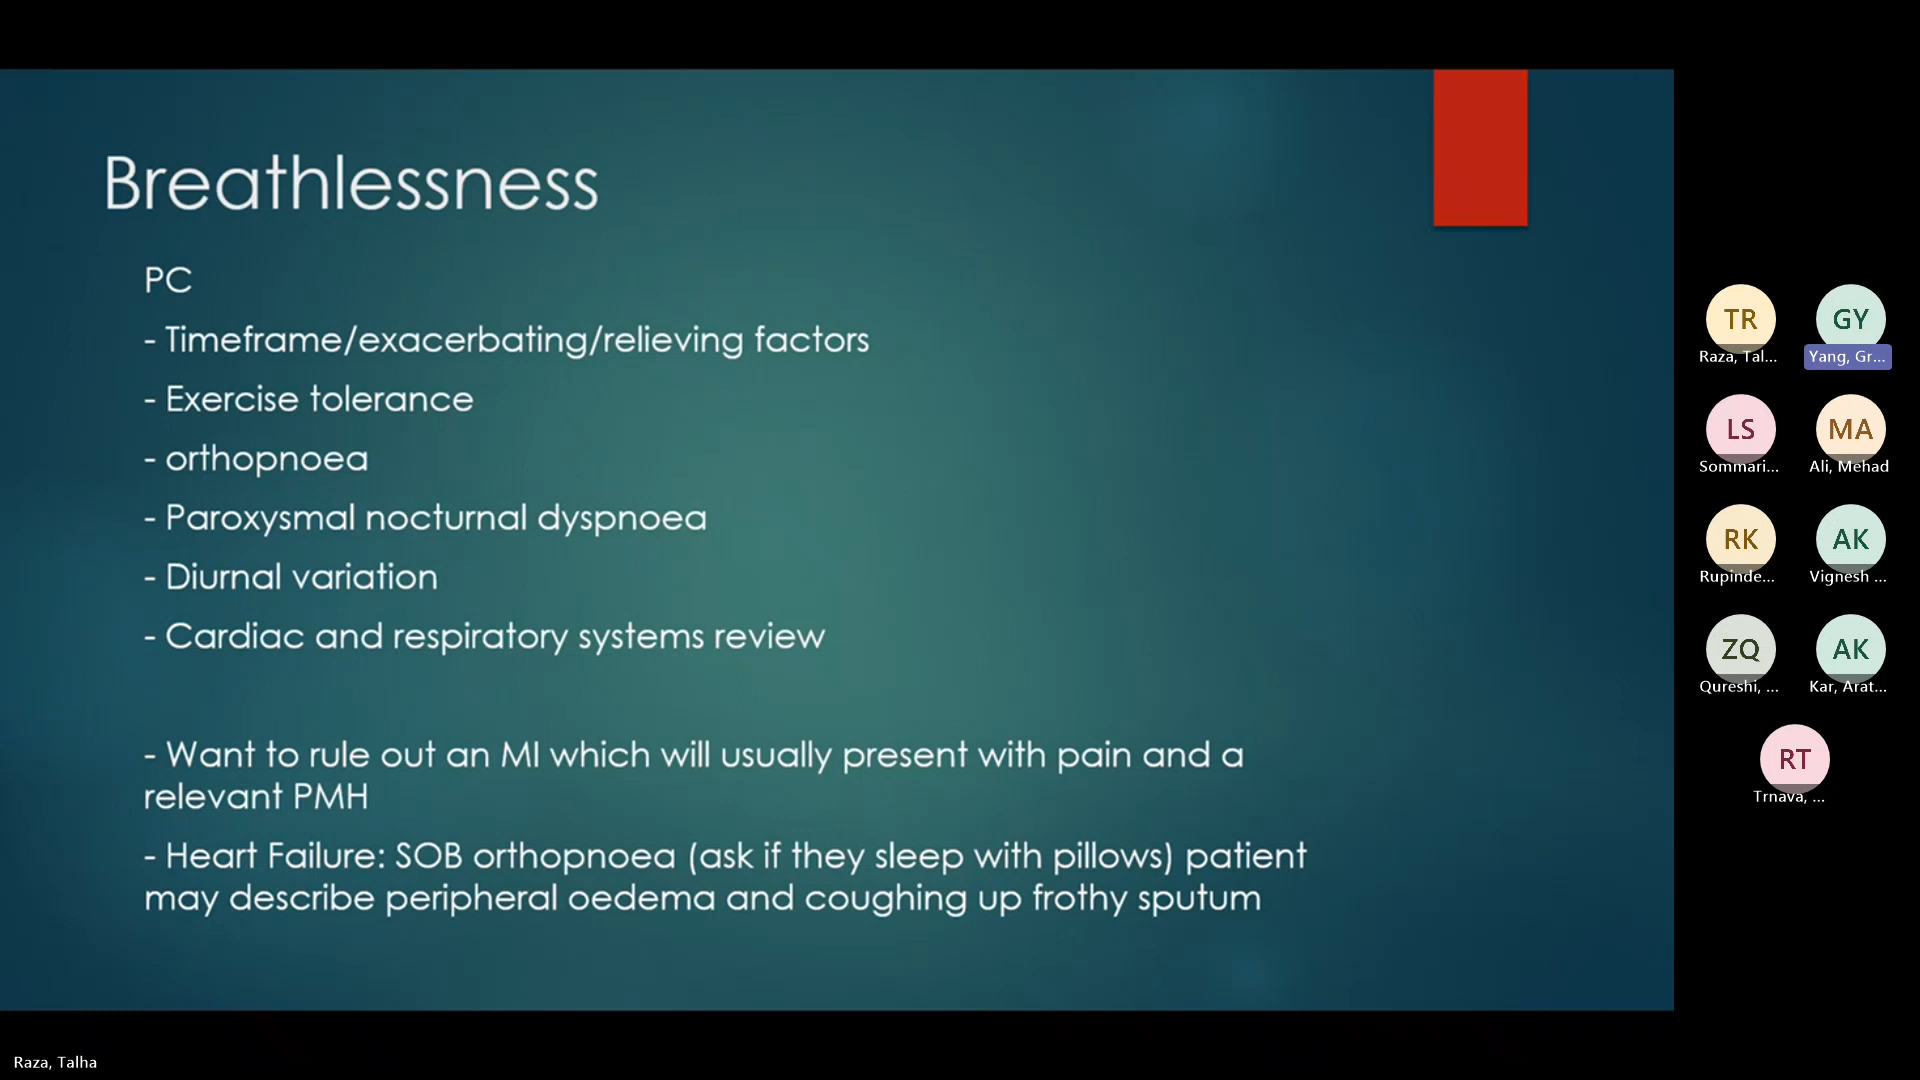 Breathlessness
PC
- Timeframe/exacerbating/relieving factors
- Exercise tolerance
- orthopnoea
- Paroxysmal nocturnal dyspnoea
- Diurnal variation
- Cardiac and respiratory systems review
- Want to rule out an MI which will usually present with pain and a
relevant PMH
- Heart Failure: SOB orthopnoea (ask if they sleep with pillows) patient
may describe peripheral oedema and coughing up frothy sputum
TR
Raza, Tal...
GY
Yang, Gr...
LS
Sommari...
MA
Ali, Mehad
RK
Rupinde...
AK
Vignesh ...
ZQ
Qureshi, ...
AK
Kar, Arat...
RT
Trnava, ...
Raza, Talha